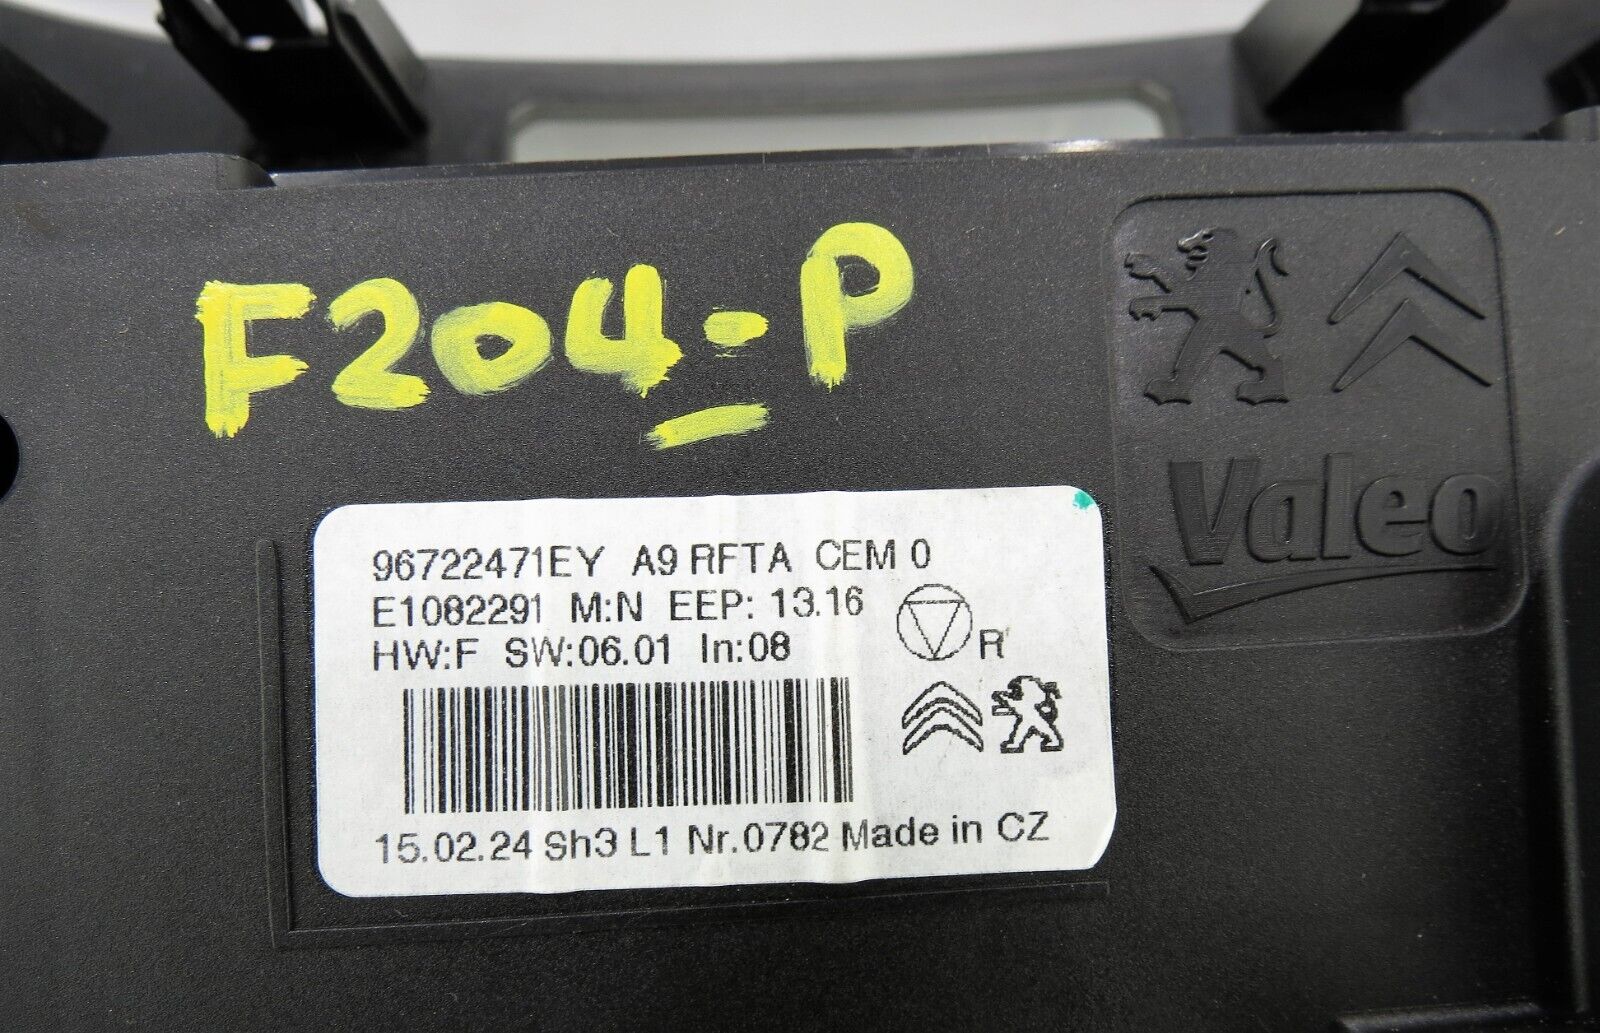 F204-P
Valeo
96722471EY A9 RFTA CEM 0
E1082291 M:N EEP: 13.16
HW:F SW:06.01 In:08
R
15.02.24 Sh3 L1 Nr.0782 Made in CZ